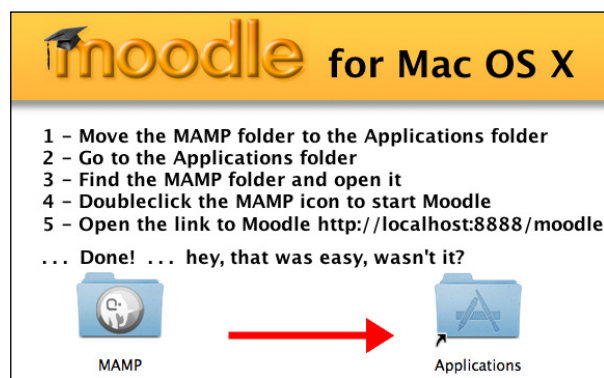 moodle for Mac OS X
1 – Move the MAMP folder to the Applications folder
2 – Go to the Applications folder
3 – Find the MAMP folder and open it
4 – Doubleclick the MAMP icon to start Moodle
5 – Open the link to Moodle http://localhost:8888/moodle
... Done! ... hey, that was easy, wasn't it?
MAMP Applications